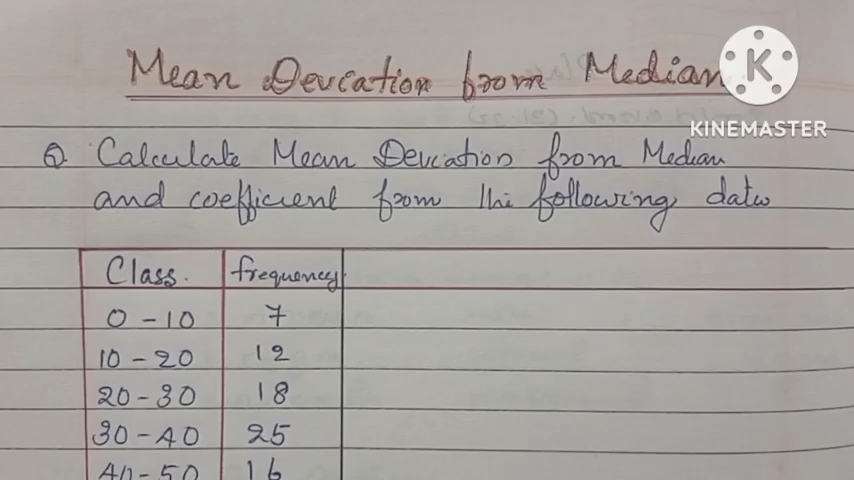 Mean Deviation from Median
KINEMASTER
Q Calculate Mean Deviation from Median
and coefficient from the following data
Class. frequency.
0 - 10 7
10 - 20 12
20 - 30 18
30 - 40 25
40 - 50 16